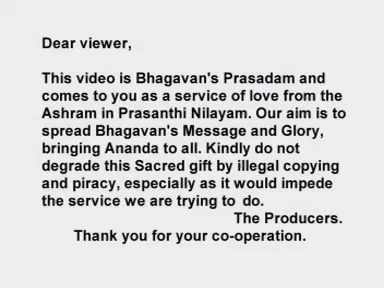 Dear viewer,
This video is Bhagavan's Prasadam and
comes to you as a service of love from the
Ashram in Prasanthi Nilayam. Our aim is to
spread Bhagavan's Message and Glory,
bringing Ananda to all. Kindly do not
degrade this Sacred gift by illegal copying
and piracy, especially as it would impede
the service we are trying to do.
The Producers.
Thank you for your co-operation.